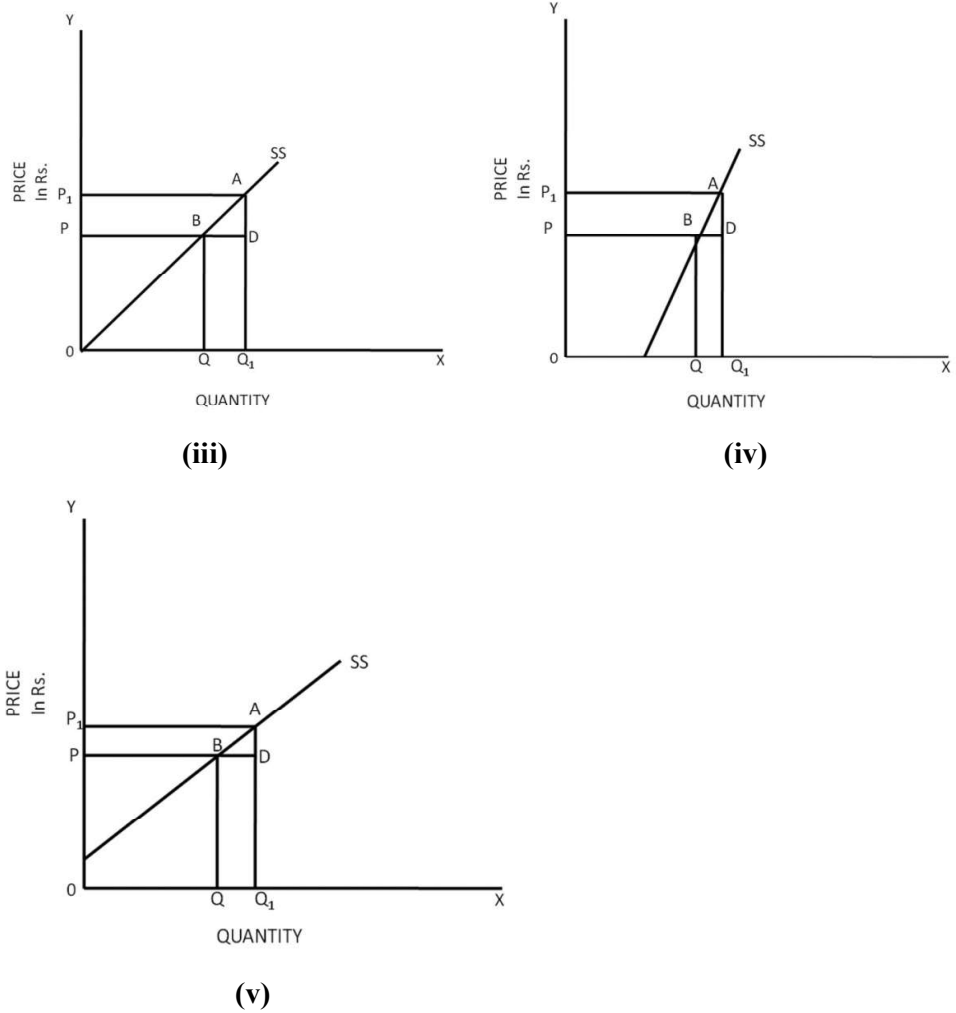 Y
PRICE
In Rs.
SS
P₁
A
P
B
D
0
Q
Q₁
X
QUANTITY
(iii)
Y
PRICE
In Rs.
SS
P₁
A
P
B
D
0
Q
Q₁
X
QUANTITY
(iv)
Y
PRICE
In Rs.
SS
P₁
A
P
B
D
0
Q
Q₁
X
QUANTITY
(v)